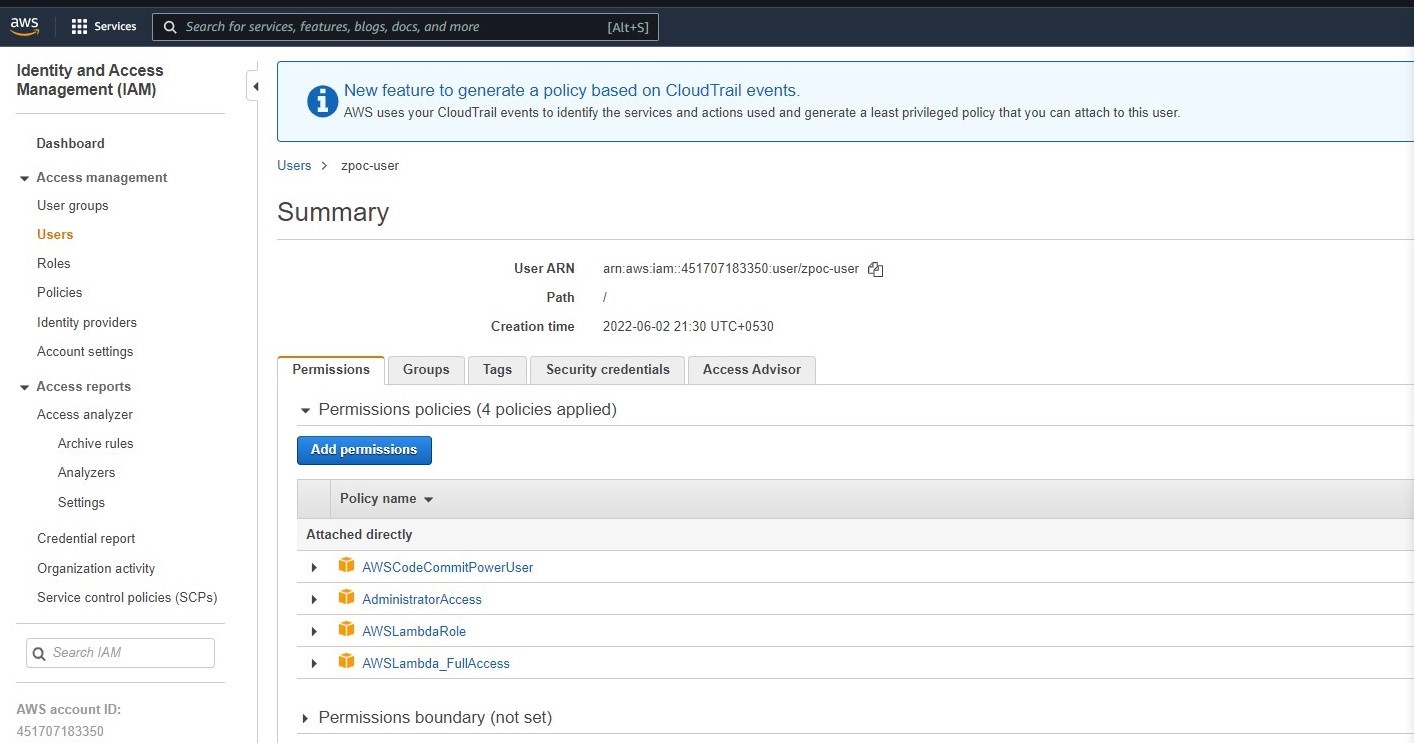 aws
Services
Search for services, features, blogs, docs, and more [Alt+S]
Identity and Access
Management (IAM)
Dashboard
Access management
User groups
Users
Roles
Policies
Identity providers
Account settings
Access reports
Access analyzer
Archive rules
Analyzers
Settings
Credential report
Organization activity
Service control policies (SCPs)
Search IAM
AWS account ID:
451707183350
New feature to generate a policy based on CloudTrail events.
AWS uses your CloudTrail events to identify the services and actions used and generate a least privileged policy that you can attach to this user.
Users > zpoc-user
Summary
User ARN arn:aws:iam::451707183350:user/zpoc-user
Path /
Creation time 2022-06-02 21:30 UTC+0530
Permissions Groups Tags Security credentials Access Advisor
Permissions policies (4 policies applied)
Add permissions
Policy name
Attached directly
AWSCodeCommitPowerUser
AdministratorAccess
AWSLambdaRole
AWSLambda_FullAccess
Permissions boundary (not set)